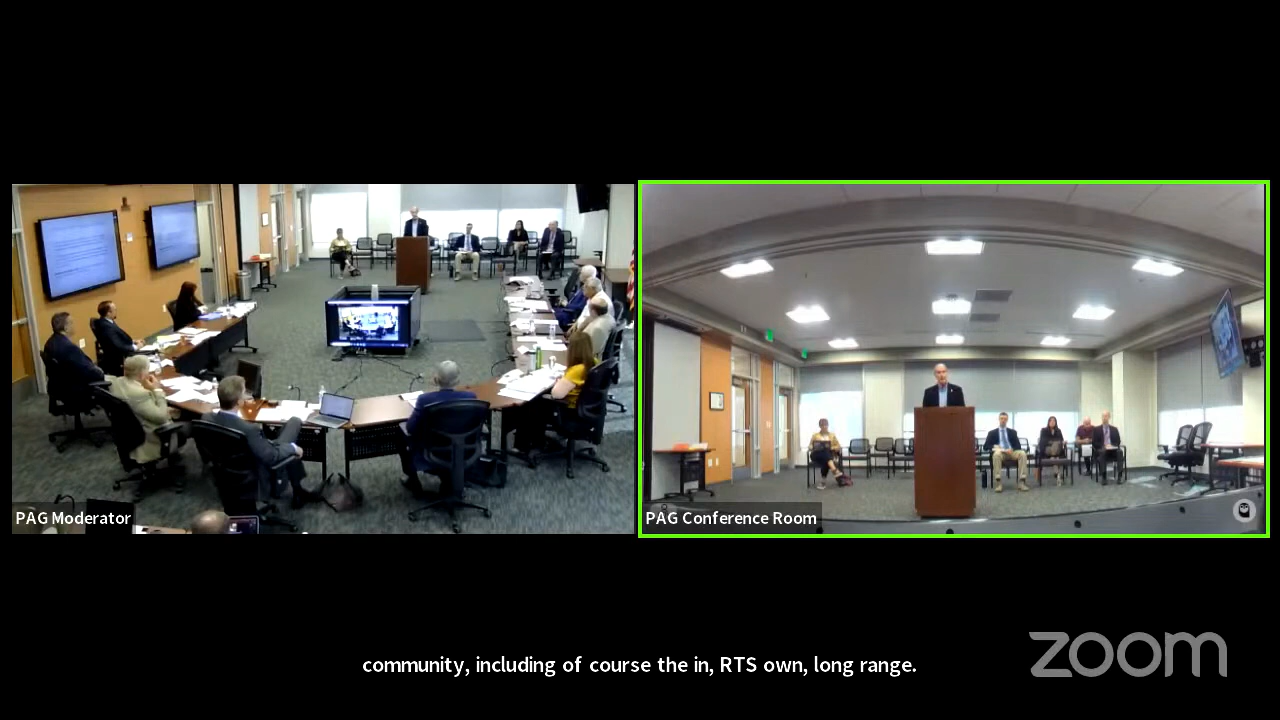 PAG Moderator
PAG Conference Room
community, including of course the in, RTS own, long range.
zoom